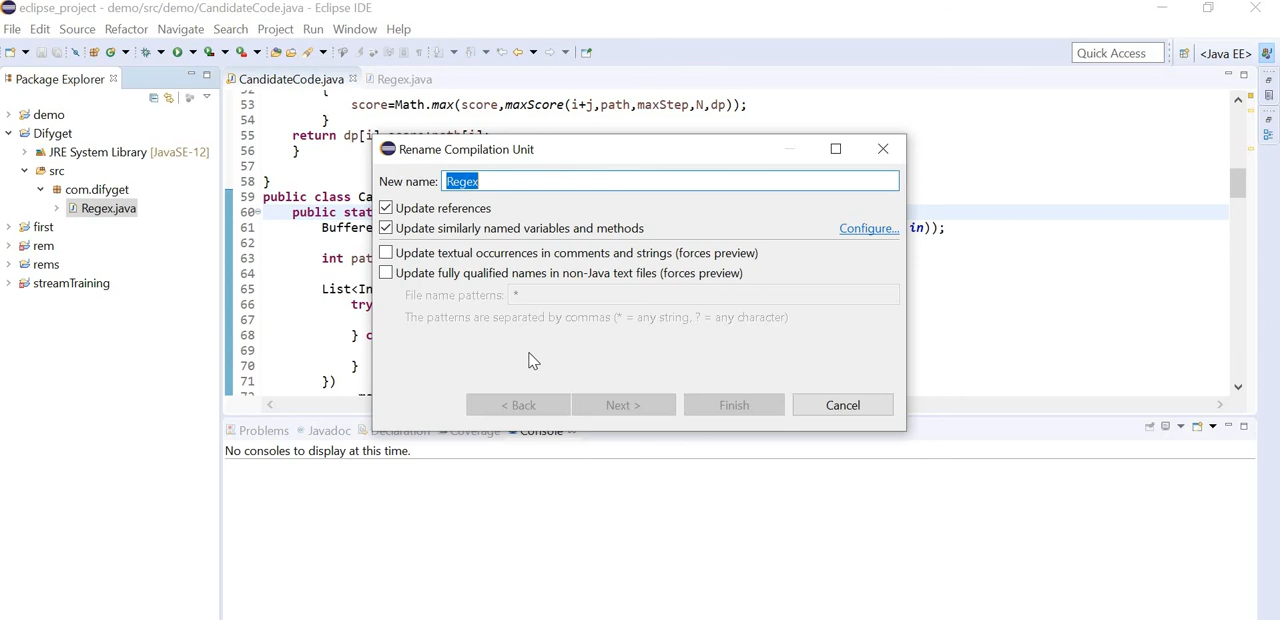 eclipse_project - demo/src/demo/CandidateCode.java - Eclipse IDE
File Edit Source Refactor Navigate Search Project Run Window Help
Quick Access
<Java EE>
Package Explorer
CandidateCode.java
Regex.java
demo
Difyget
JRE System Library [JavaSE-12]
src
com.difyget
Regex.java
first
rem
rems
streamTraining
53 score=Math.max(score,maxScore(i+j,path,maxStep,N,dp));
54 }
55 return
56 }
57
58 }
59 public class Ca
60 public stat
61 Buffere in));
62
63 int pat
64
65 List<In
66 try
67
68 } c
69
70 }
71 })
Rename Compilation Unit
New name: Regex
Update references
Update similarly named variables and methods Configure...
Update textual occurrences in comments and strings (forces preview)
Update fully qualified names in non-Java text files (forces preview)
File name patterns: *
The patterns are separated by commas (* = any string, ? = any character)
< Back Next > Finish Cancel
Problems Javadoc Declaration Coverage Console
No consoles to display at this time.